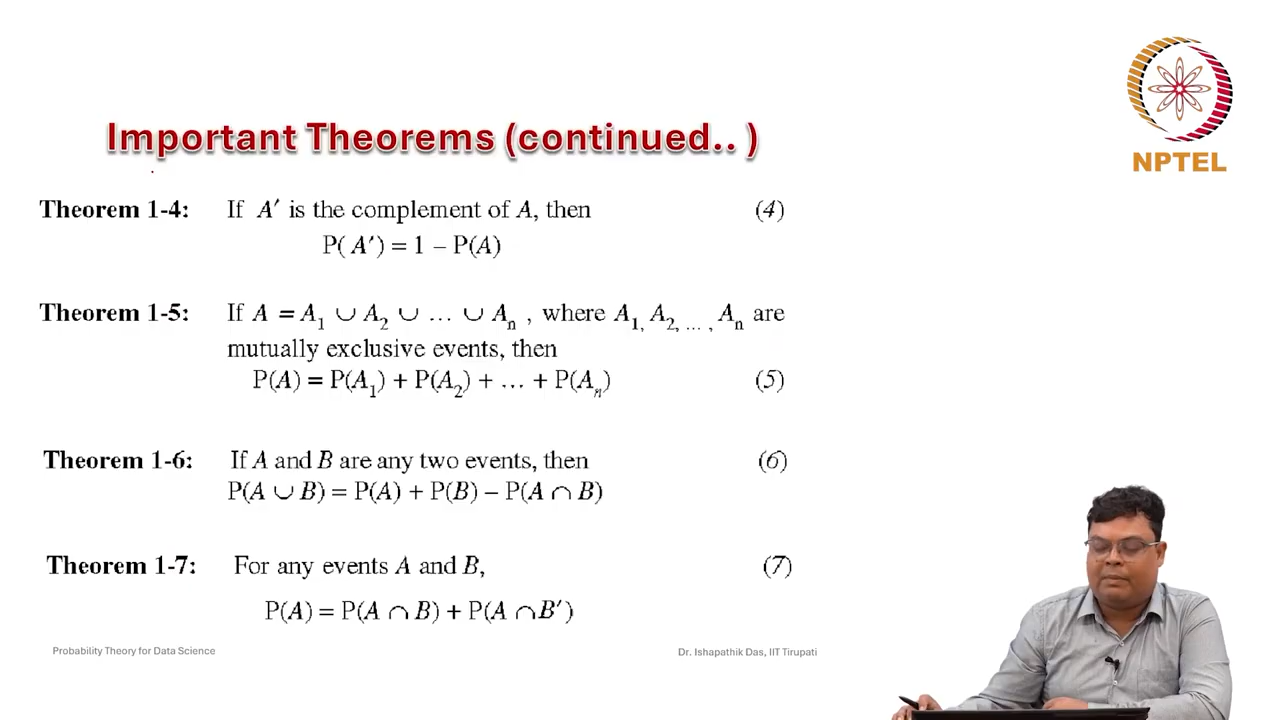 NPTEL
Important Theorems (continued.. )
Theorem 1-4: If A′ is the complement of A, then (4)
P( A′ ) = 1 – P(A)
Theorem 1-5: If A = A₁ ∪ A₂ ∪ … ∪ Aₙ , where A₁, A₂, … , Aₙ are
mutually exclusive events, then
P(A) = P(A₁) + P(A₂) + … + P(Aₙ) (5)
Theorem 1-6: If A and B are any two events, then (6)
P(A ∪ B) = P(A) + P(B) – P(A ∩ B)
Theorem 1-7: For any events A and B, (7)
P(A) = P(A ∩ B) + P(A ∩ B′ )
Probability Theory for Data Science
Dr. Ishapathik Das, IIT Tirupati